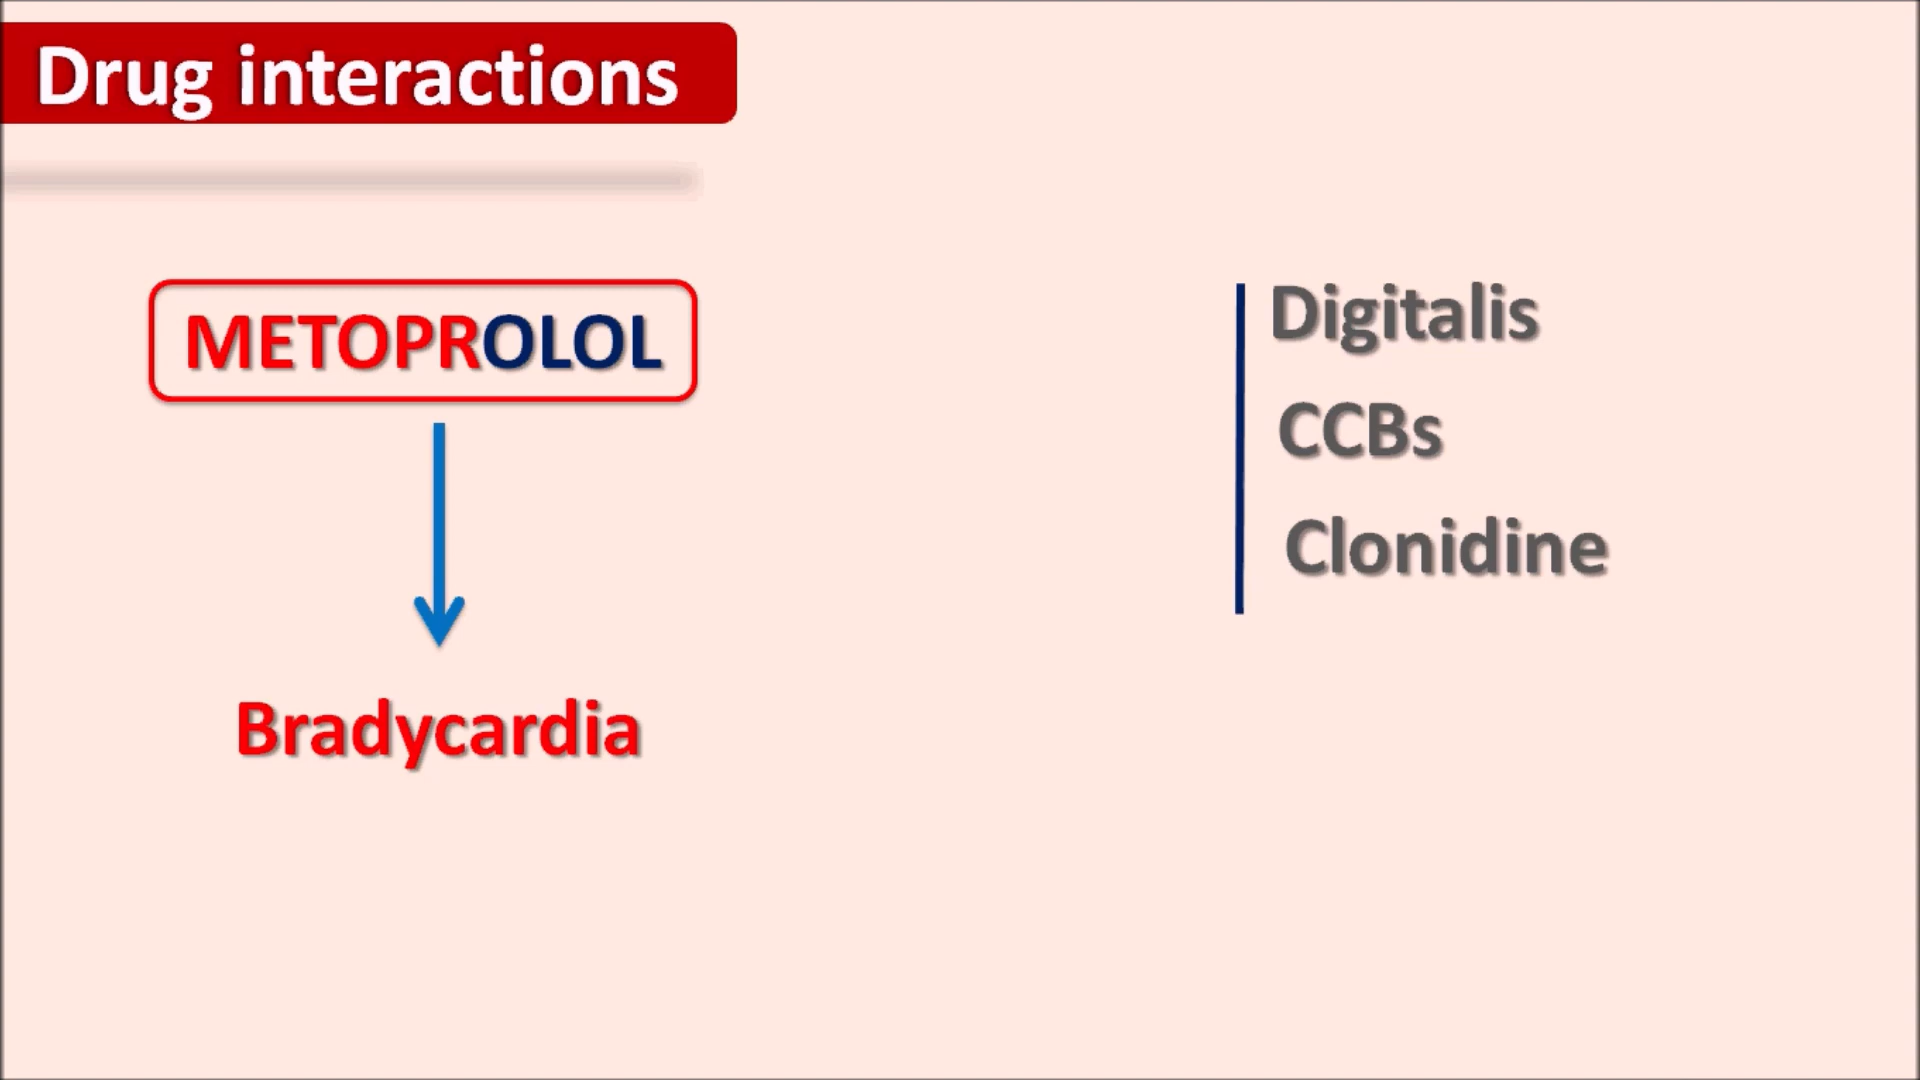 Drug interactions
METOPROLOL
Bradycardia
Digitalis
CCBs
Clonidine